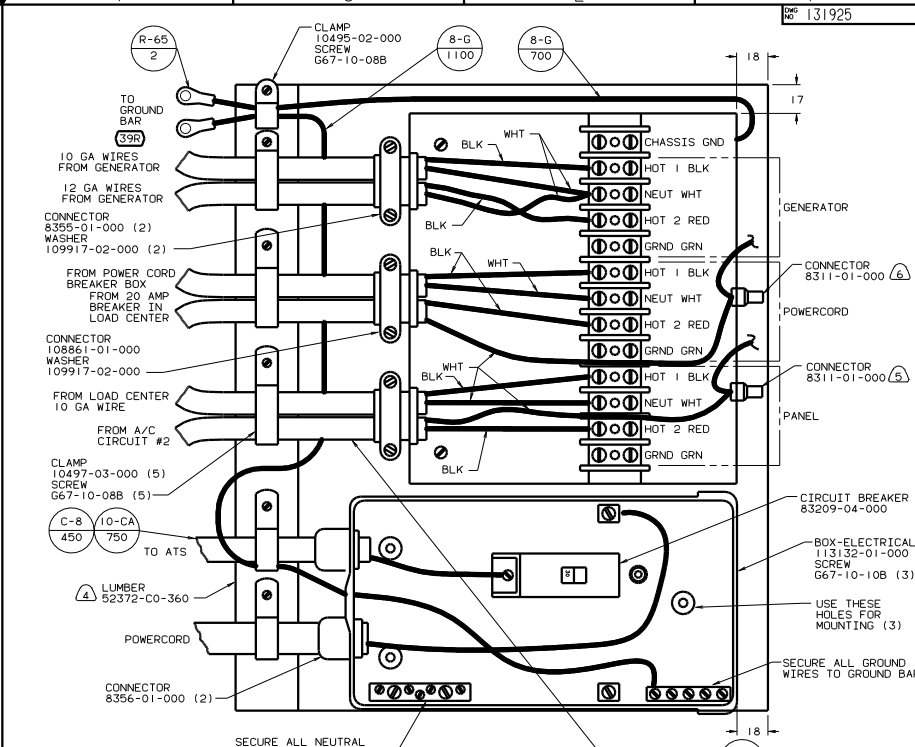 DWG NO 131925
R-65
2
CLAMP
10495-02-000
SCREW
G67-10-08B
8-G
1100
8-G
700
18
17
TO
GROUND
BAR
39R
10 GA WIRES
FROM GENERATOR
12 GA WIRES
FROM GENERATOR
CONNECTOR
8355-01-000 (2)
WASHER
109917-02-000 (2)
FROM POWER CORD
BREAKER BOX
FROM 20 AMP
BREAKER IN
LOAD CENTER
CONNECTOR
108861-01-000
WASHER
109917-02-000
FROM LOAD CENTER
10 GA WIRE
FROM A/C
CIRCUIT #2
CLAMP
10497-03-000 (5)
SCREW
G67-10-08B (5)
C-8
450
10-CA
750
TO ATS
4 LUMBER
52372-C0-360
POWERCORD
CONNECTOR
8356-01-000 (2)
SECURE ALL NEUTRAL
BLK
WHT
BLK
BLK
WHT
BLK
WHT
BLK
CHASSIS GND
HOT 1 BLK
NEUT WHT
HOT 2 RED
GRND GRN
HOT 1 BLK
NEUT WHT
HOT 2 RED
GRND GRN
HOT 1 BLK
NEUT WHT
HOT 2 RED
GRND GRN
GENERATOR
POWERCORD
PANEL
CONNECTOR
8311-01-000 6
CONNECTOR
8311-01-000 5
30
CIRCUIT BREAKER
83209-04-000
BOX-ELECTRICAL
113132-01-000
SCREW
G67-10-10B (3)
USE THESE
HOLES FOR
MOUNTING (3)
SECURE ALL GROUND
WIRES TO GROUND BAR
18